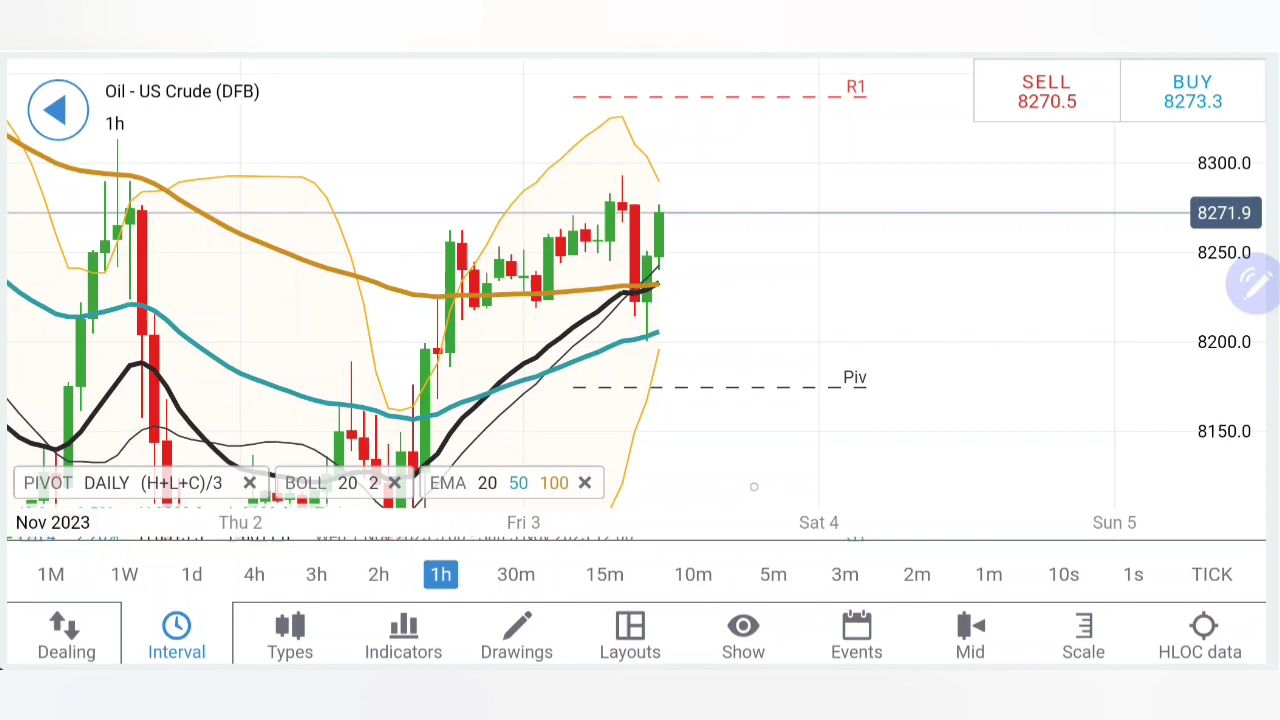 Oil - US Crude (DFB)
1h
SELL
8270.5
BUY
8273.3
R1
8300.0
8271.9
8250.0
8200.0
Piv
8150.0
PIVOT DAILY (H+L+C)/3
BOLL 20 2
EMA 20 50 100
Nov 2023
Thu 2
Fri 3
Sat 4
Sun 5
1M 1W 1d 4h 3h 2h 1h 30m 15m 10m 5m 3m 2m 1m 10s 1s TICK
Dealing Interval Types Indicators Drawings Layouts Show Events Mid Scale HLOC data